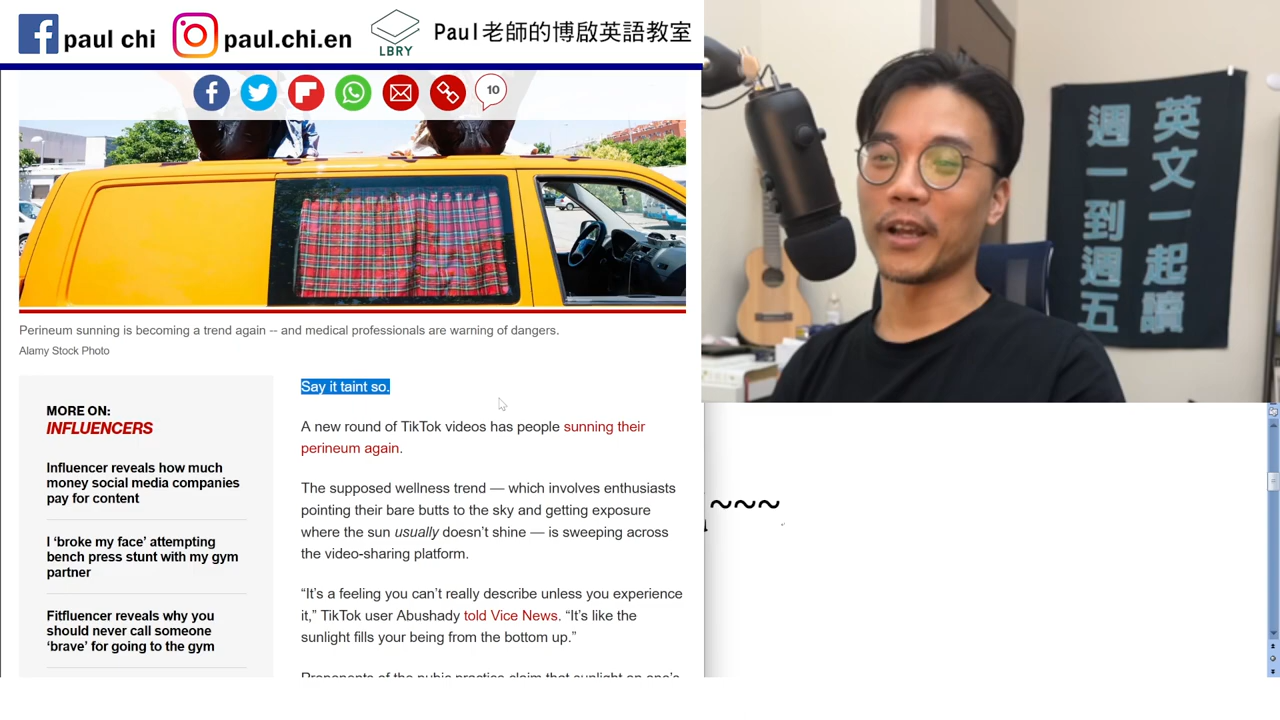 paul chi
paul.chi.en
LBRY
Paul老師的博啟英語教室
10
Perineum sunning is becoming a trend again -- and medical professionals are warning of dangers.
Alamy Stock Photo
MORE ON:
INFLUENCERS
Influencer reveals how much
money social media companies
pay for content
I ‘broke my face’ attempting
bench press stunt with my gym
partner
Fitfluencer reveals why you
should never call someone
‘brave’ for going to the gym
Say it taint so.
A new round of TikTok videos has people sunning their
perineum again.
The supposed wellness trend — which involves enthusiasts
pointing their bare butts to the sky and getting exposure
where the sun usually doesn’t shine — is sweeping across
the video-sharing platform.
“It’s a feeling you can’t really describe unless you experience
it,” TikTok user Abushady told Vice News. “It’s like the
sunlight fills your being from the bottom up.”
英文一起讀
週一到週五
~~~